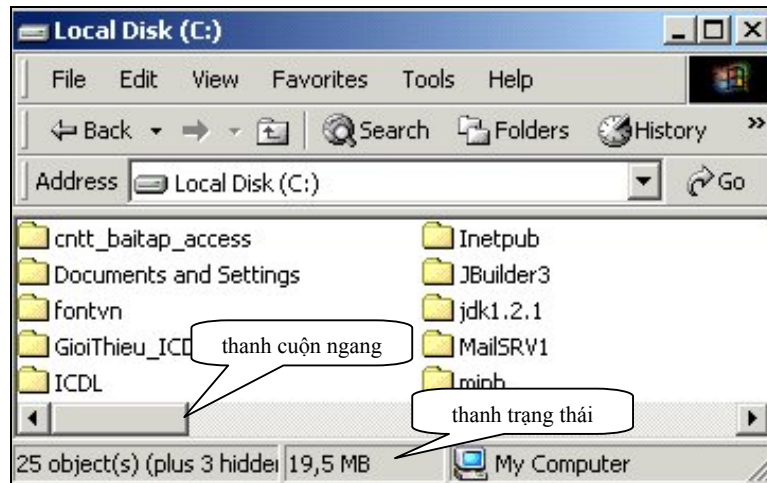 Local Disk (C:)
File Edit View Favorites Tools Help
Back Search Folders History »
Address Local Disk (C:) Go
cntt_baitap_access Inetpub
Documents and Settings JBuilder3
fontvn jdk1.2.1
GioiThieu_ICD thanh cuộn ngang MailSRV1
ICDL
thanh trạng thái
25 object(s) (plus 3 hidden 19,5 MB My Computer